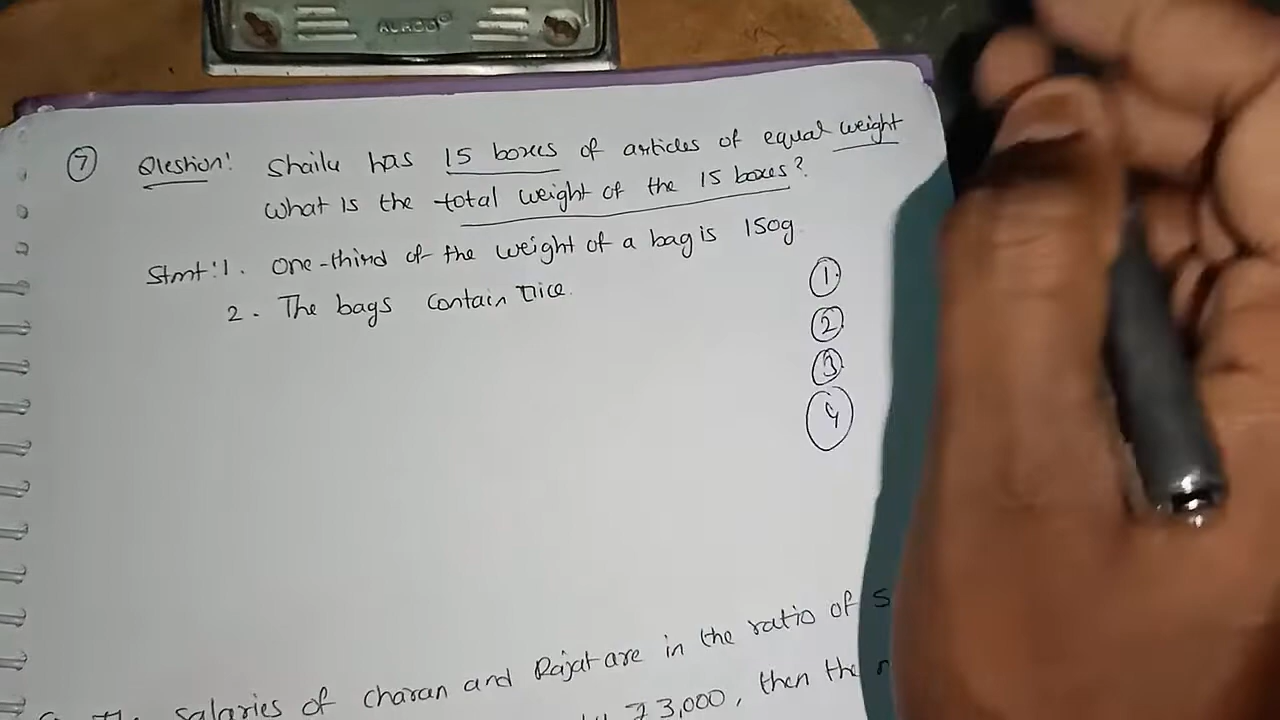 ALACO
⑦ Question! Shailu has 15 boxes of articles of equal weight
What is the total weight of the 15 boxes?
Stmt: 1. One-third of the weight of a bag is 150g
2. The bags contain rice.
①
②
③
④
salaries of Charan and Rajat are in the ratio of 5
₹3,000, then the